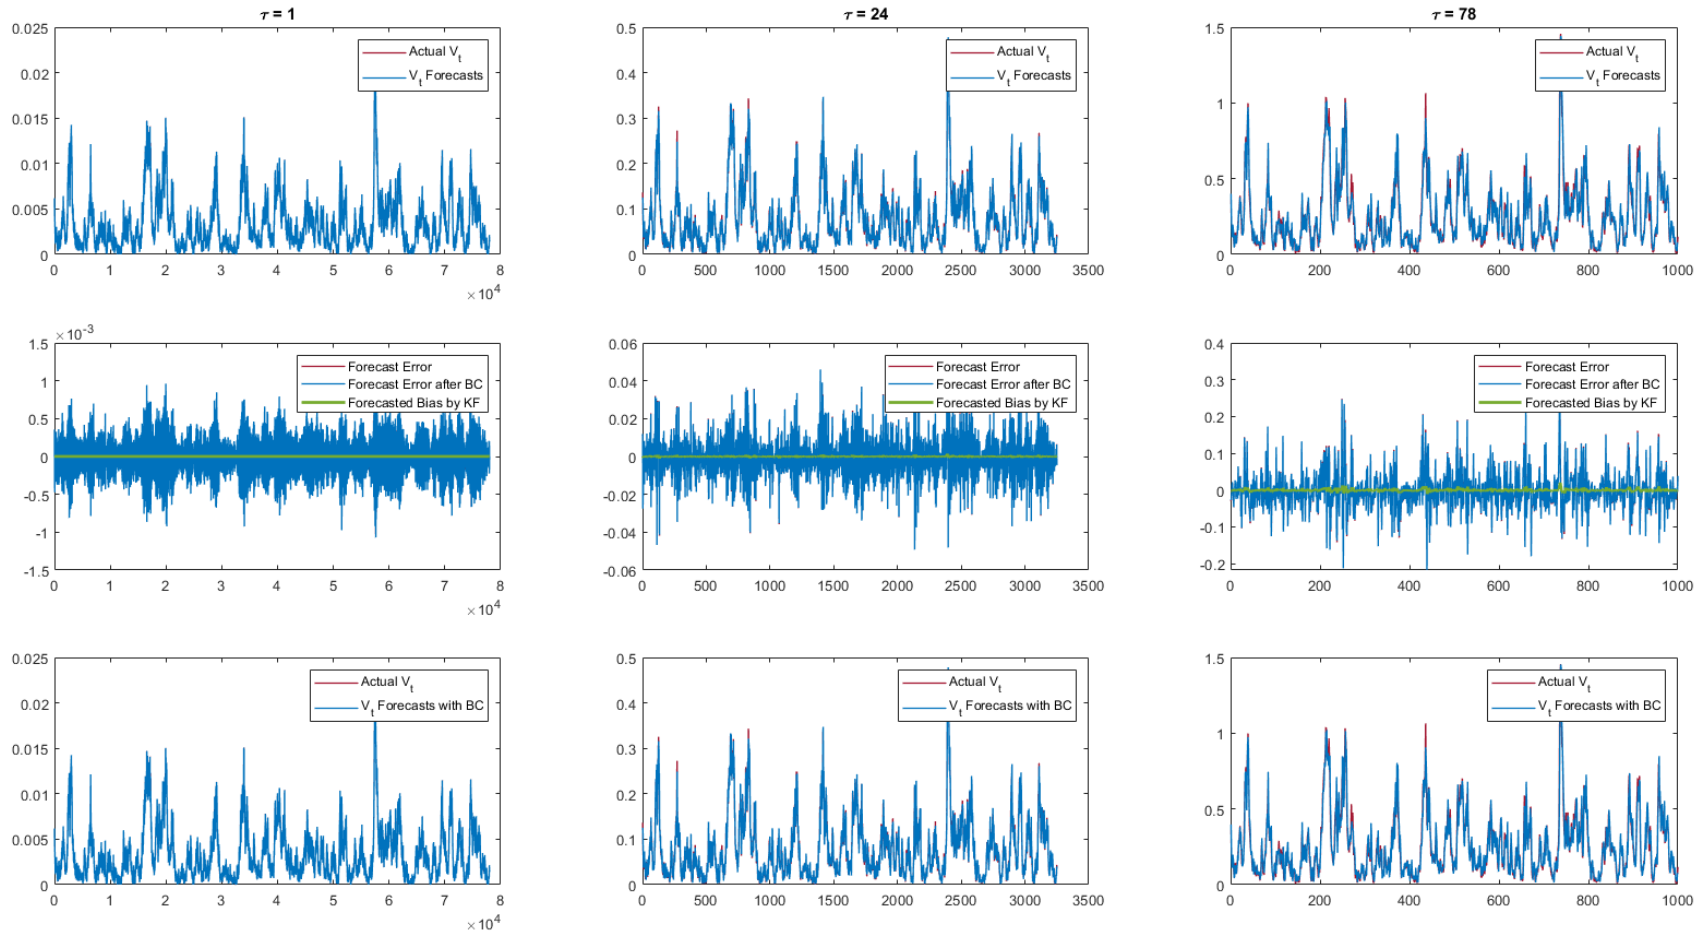 τ = 1
0.025
0.02
0.015
0.01
0.005
0
0 1 2 3 4 5 6 7 8
×10^4
Actual V_t
V_t Forecasts
τ = 24
0.5
0.4
0.3
0.2
0.1
0
0 500 1000 1500 2000 2500 3000 3500
Actual V_t
V_t Forecasts
τ = 78
1.5
1
0.5
0
0 200 400 600 800 1000
Actual V_t
V_t Forecasts
×10^-3
1.5
1
0.5
0
-0.5
-1
-1.5
0 1 2 3 4 5 6 7 8
×10^4
Forecast Error
Forecast Error after BC
Forecasted Bias by KF
0.06
0.04
0.02
0
-0.02
-0.04
-0.06
0 500 1000 1500 2000 2500 3000 3500
Forecast Error
Forecast Error after BC
Forecasted Bias by KF
0.4
0.3
0.2
0.1
0
-0.1
-0.2
0 200 400 600 800 1000
Forecast Error
Forecast Error after BC
Forecasted Bias by KF
0.025
0.02
0.015
0.01
0.005
0
0 1 2 3 4 5 6 7 8
×10^4
Actual V_t
V_t Forecasts with BC
0.5
0.4
0.3
0.2
0.1
0
0 500 1000 1500 2000 2500 3000 3500
Actual V_t
V_t Forecasts with BC
1.5
1
0.5
0
0 200 400 600 800 1000
Actual V_t
V_t Forecasts with BC